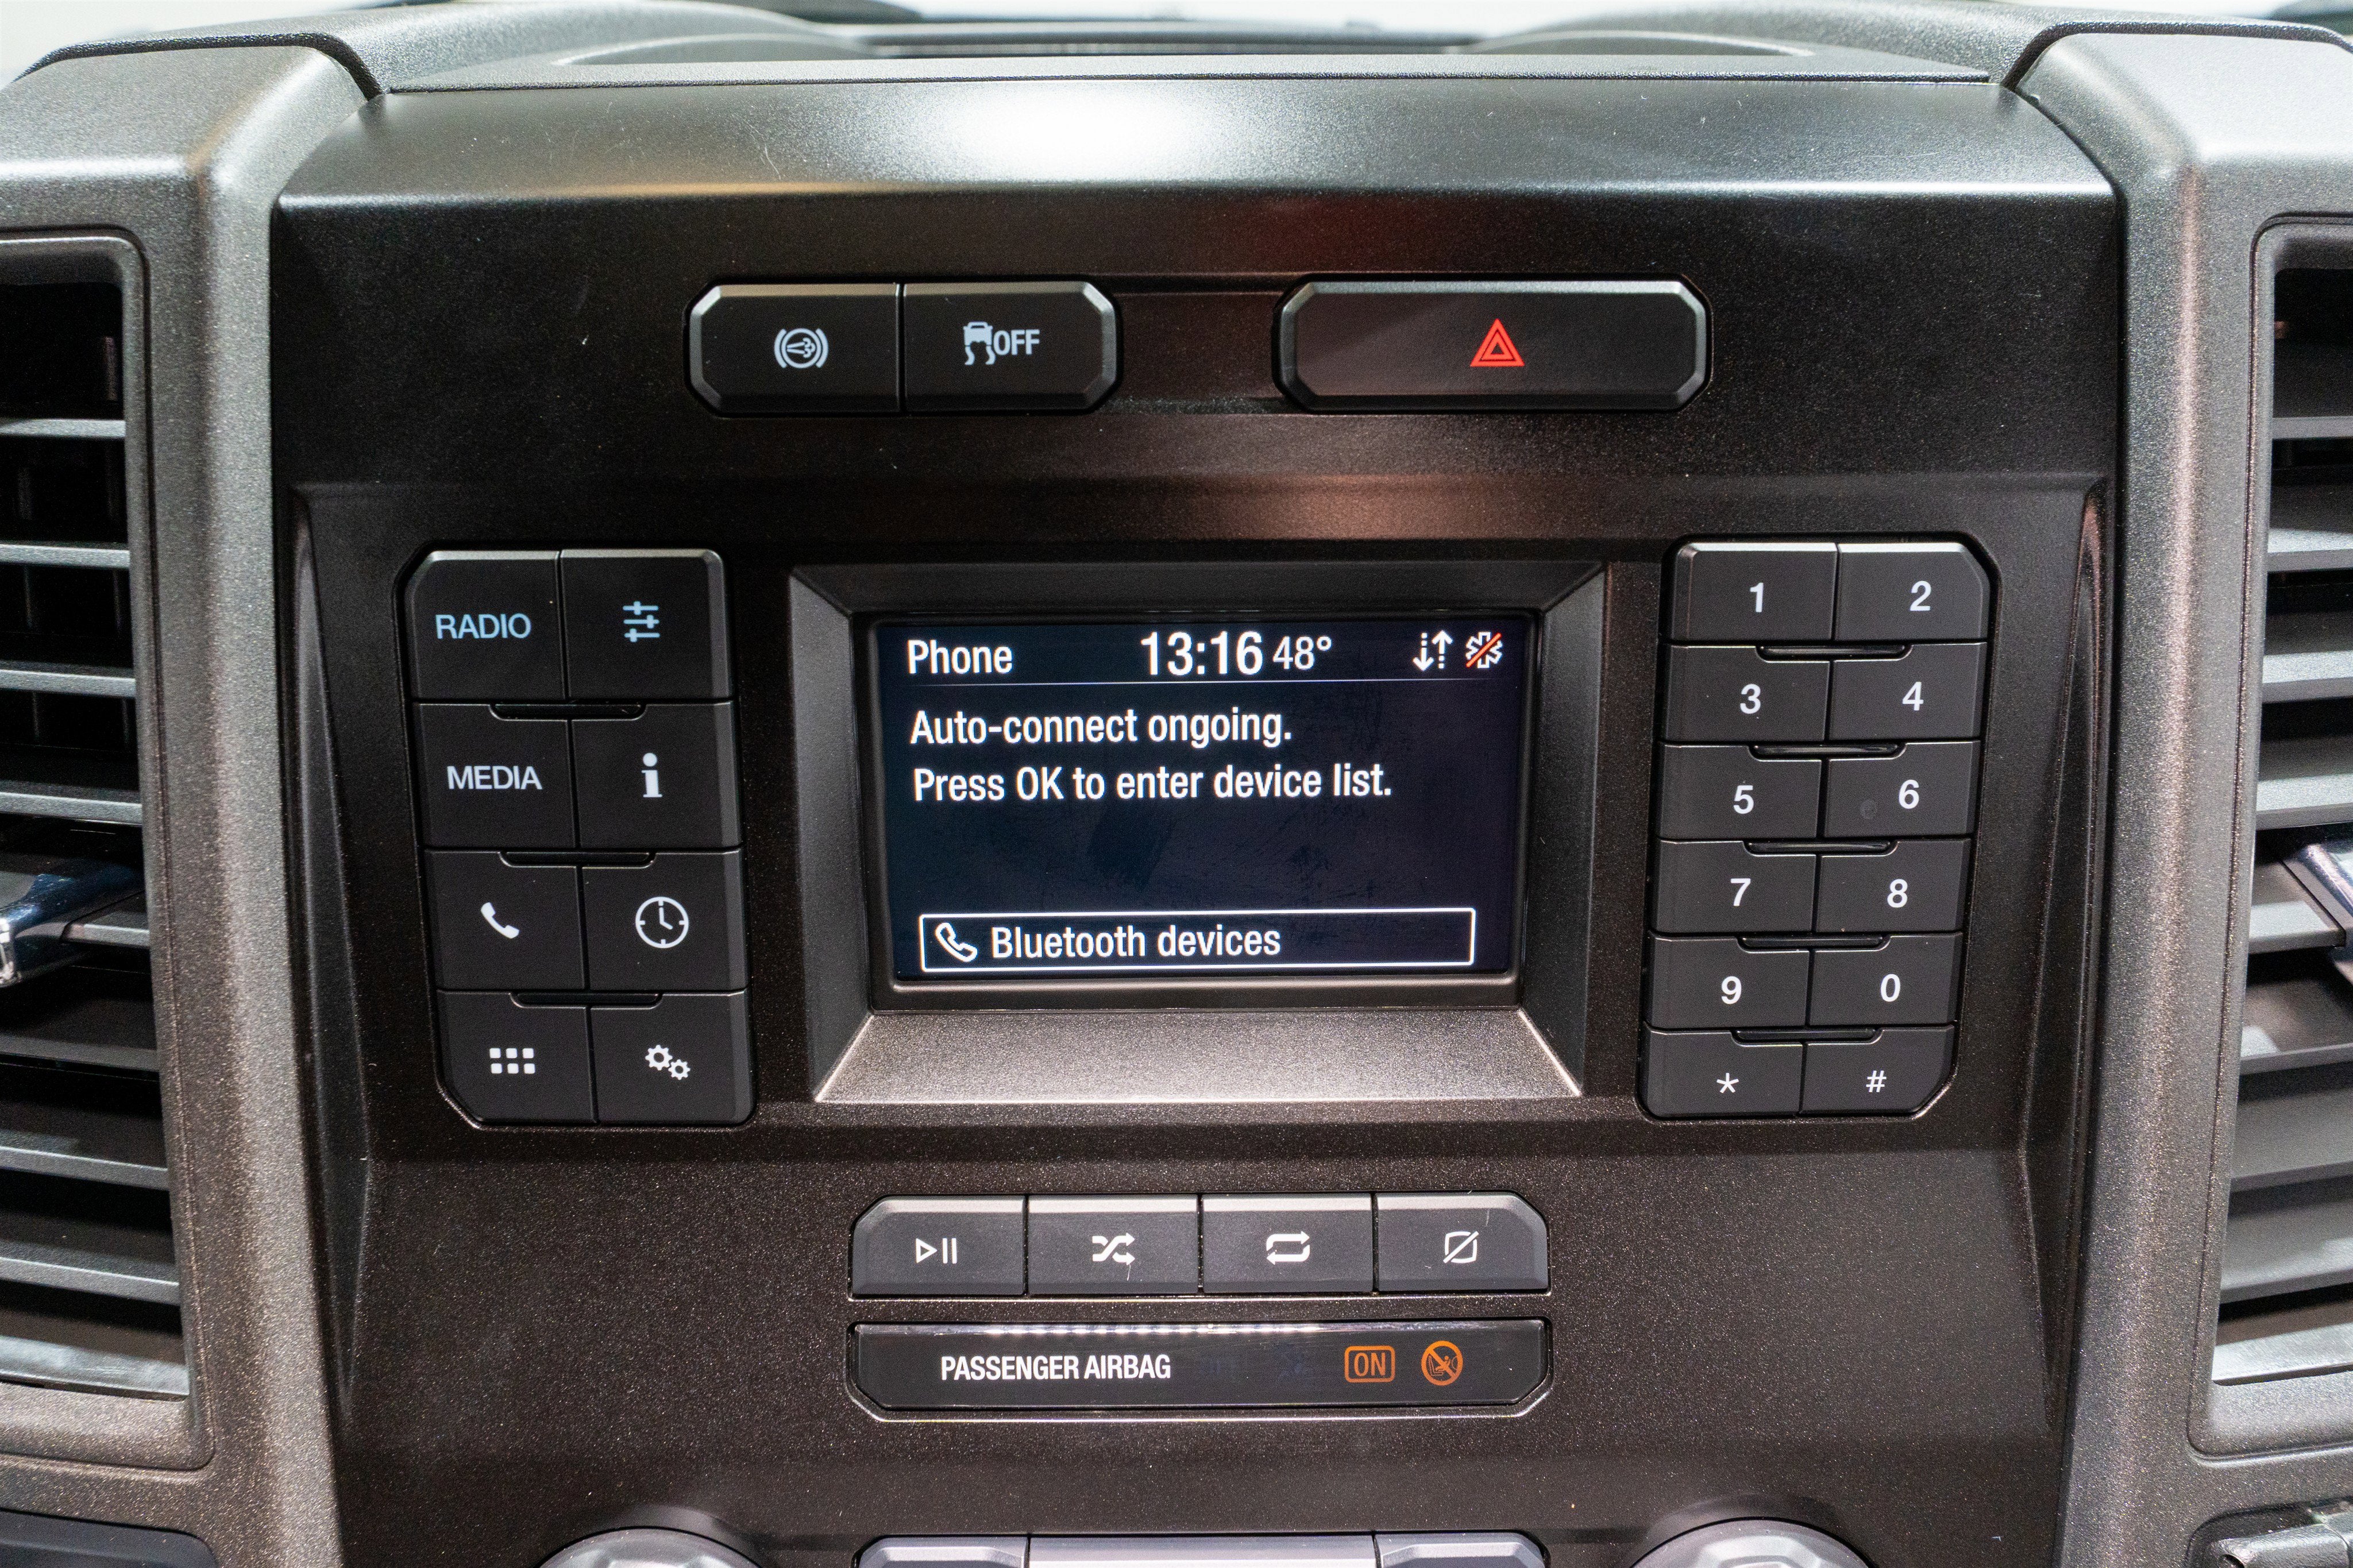 OFF
RADIO
MEDIA
Phone 13:16 48°
Auto-connect ongoing.
Press OK to enter device list.
Bluetooth devices
1 2
3 4
5 6
7 8
9 0
* #
PASSENGER AIRBAG ON